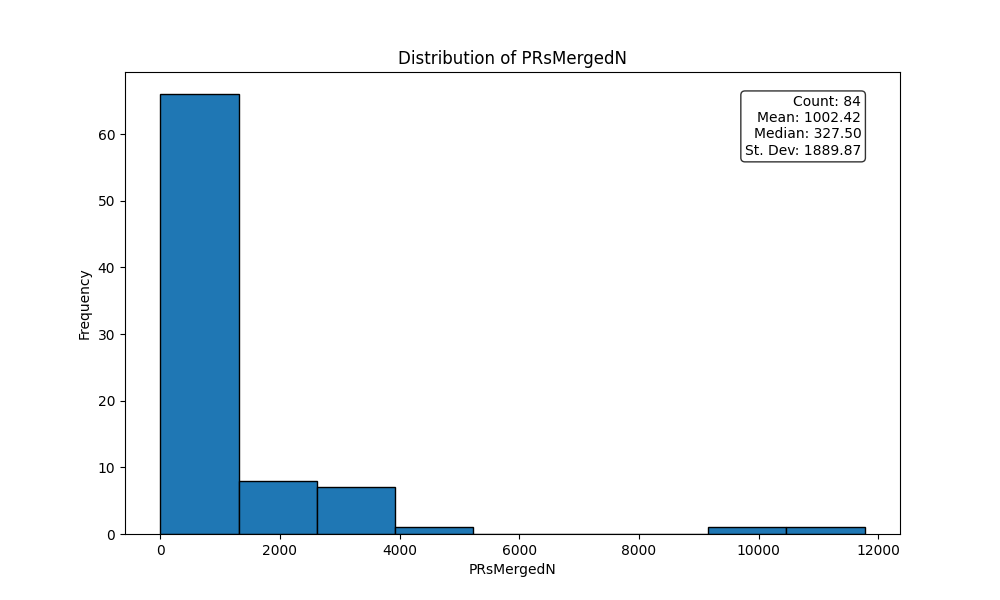 Distribution of PRsMergedN
Count: 84
Mean: 1002.42
Median: 327.50
St. Dev: 1889.87
Frequency
60
50
40
30
20
10
0
0 2000 4000 6000 8000 10000 12000
PRsMergedN